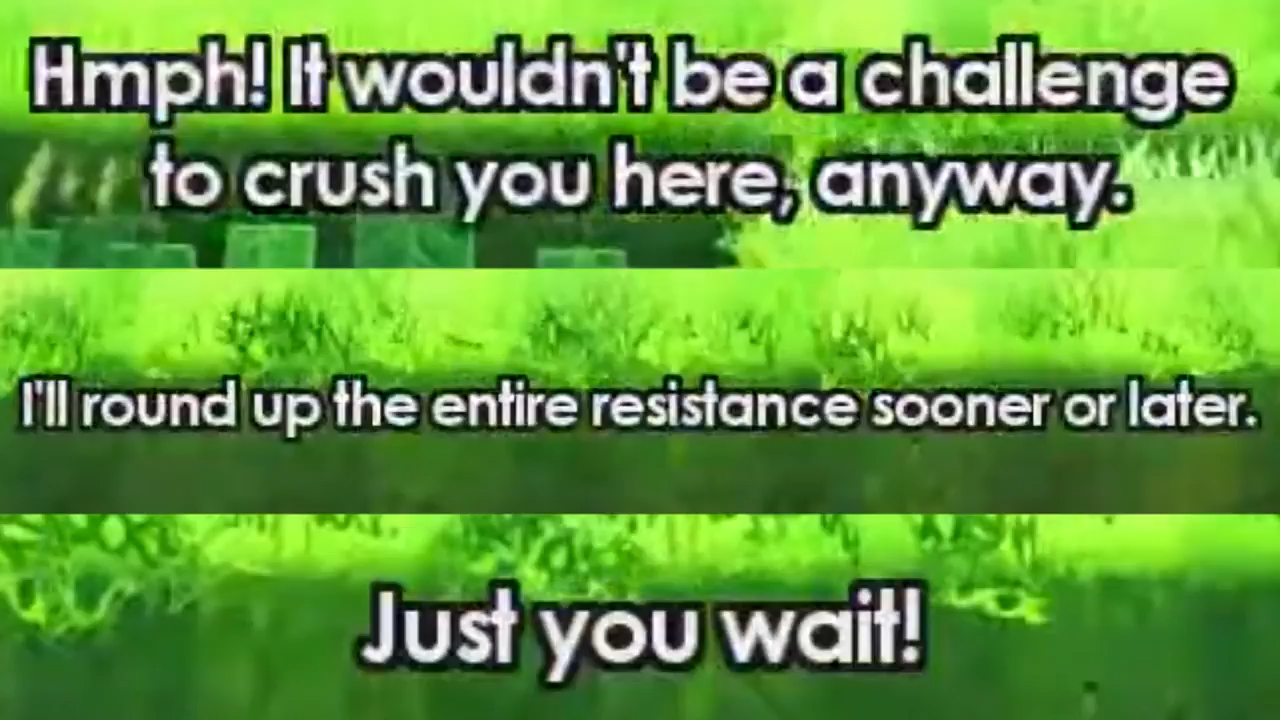 Hmph! It wouldn't be a challenge
to crush you here, anyway.
I'll round up the entire resistance sooner or later.
Just you wait!